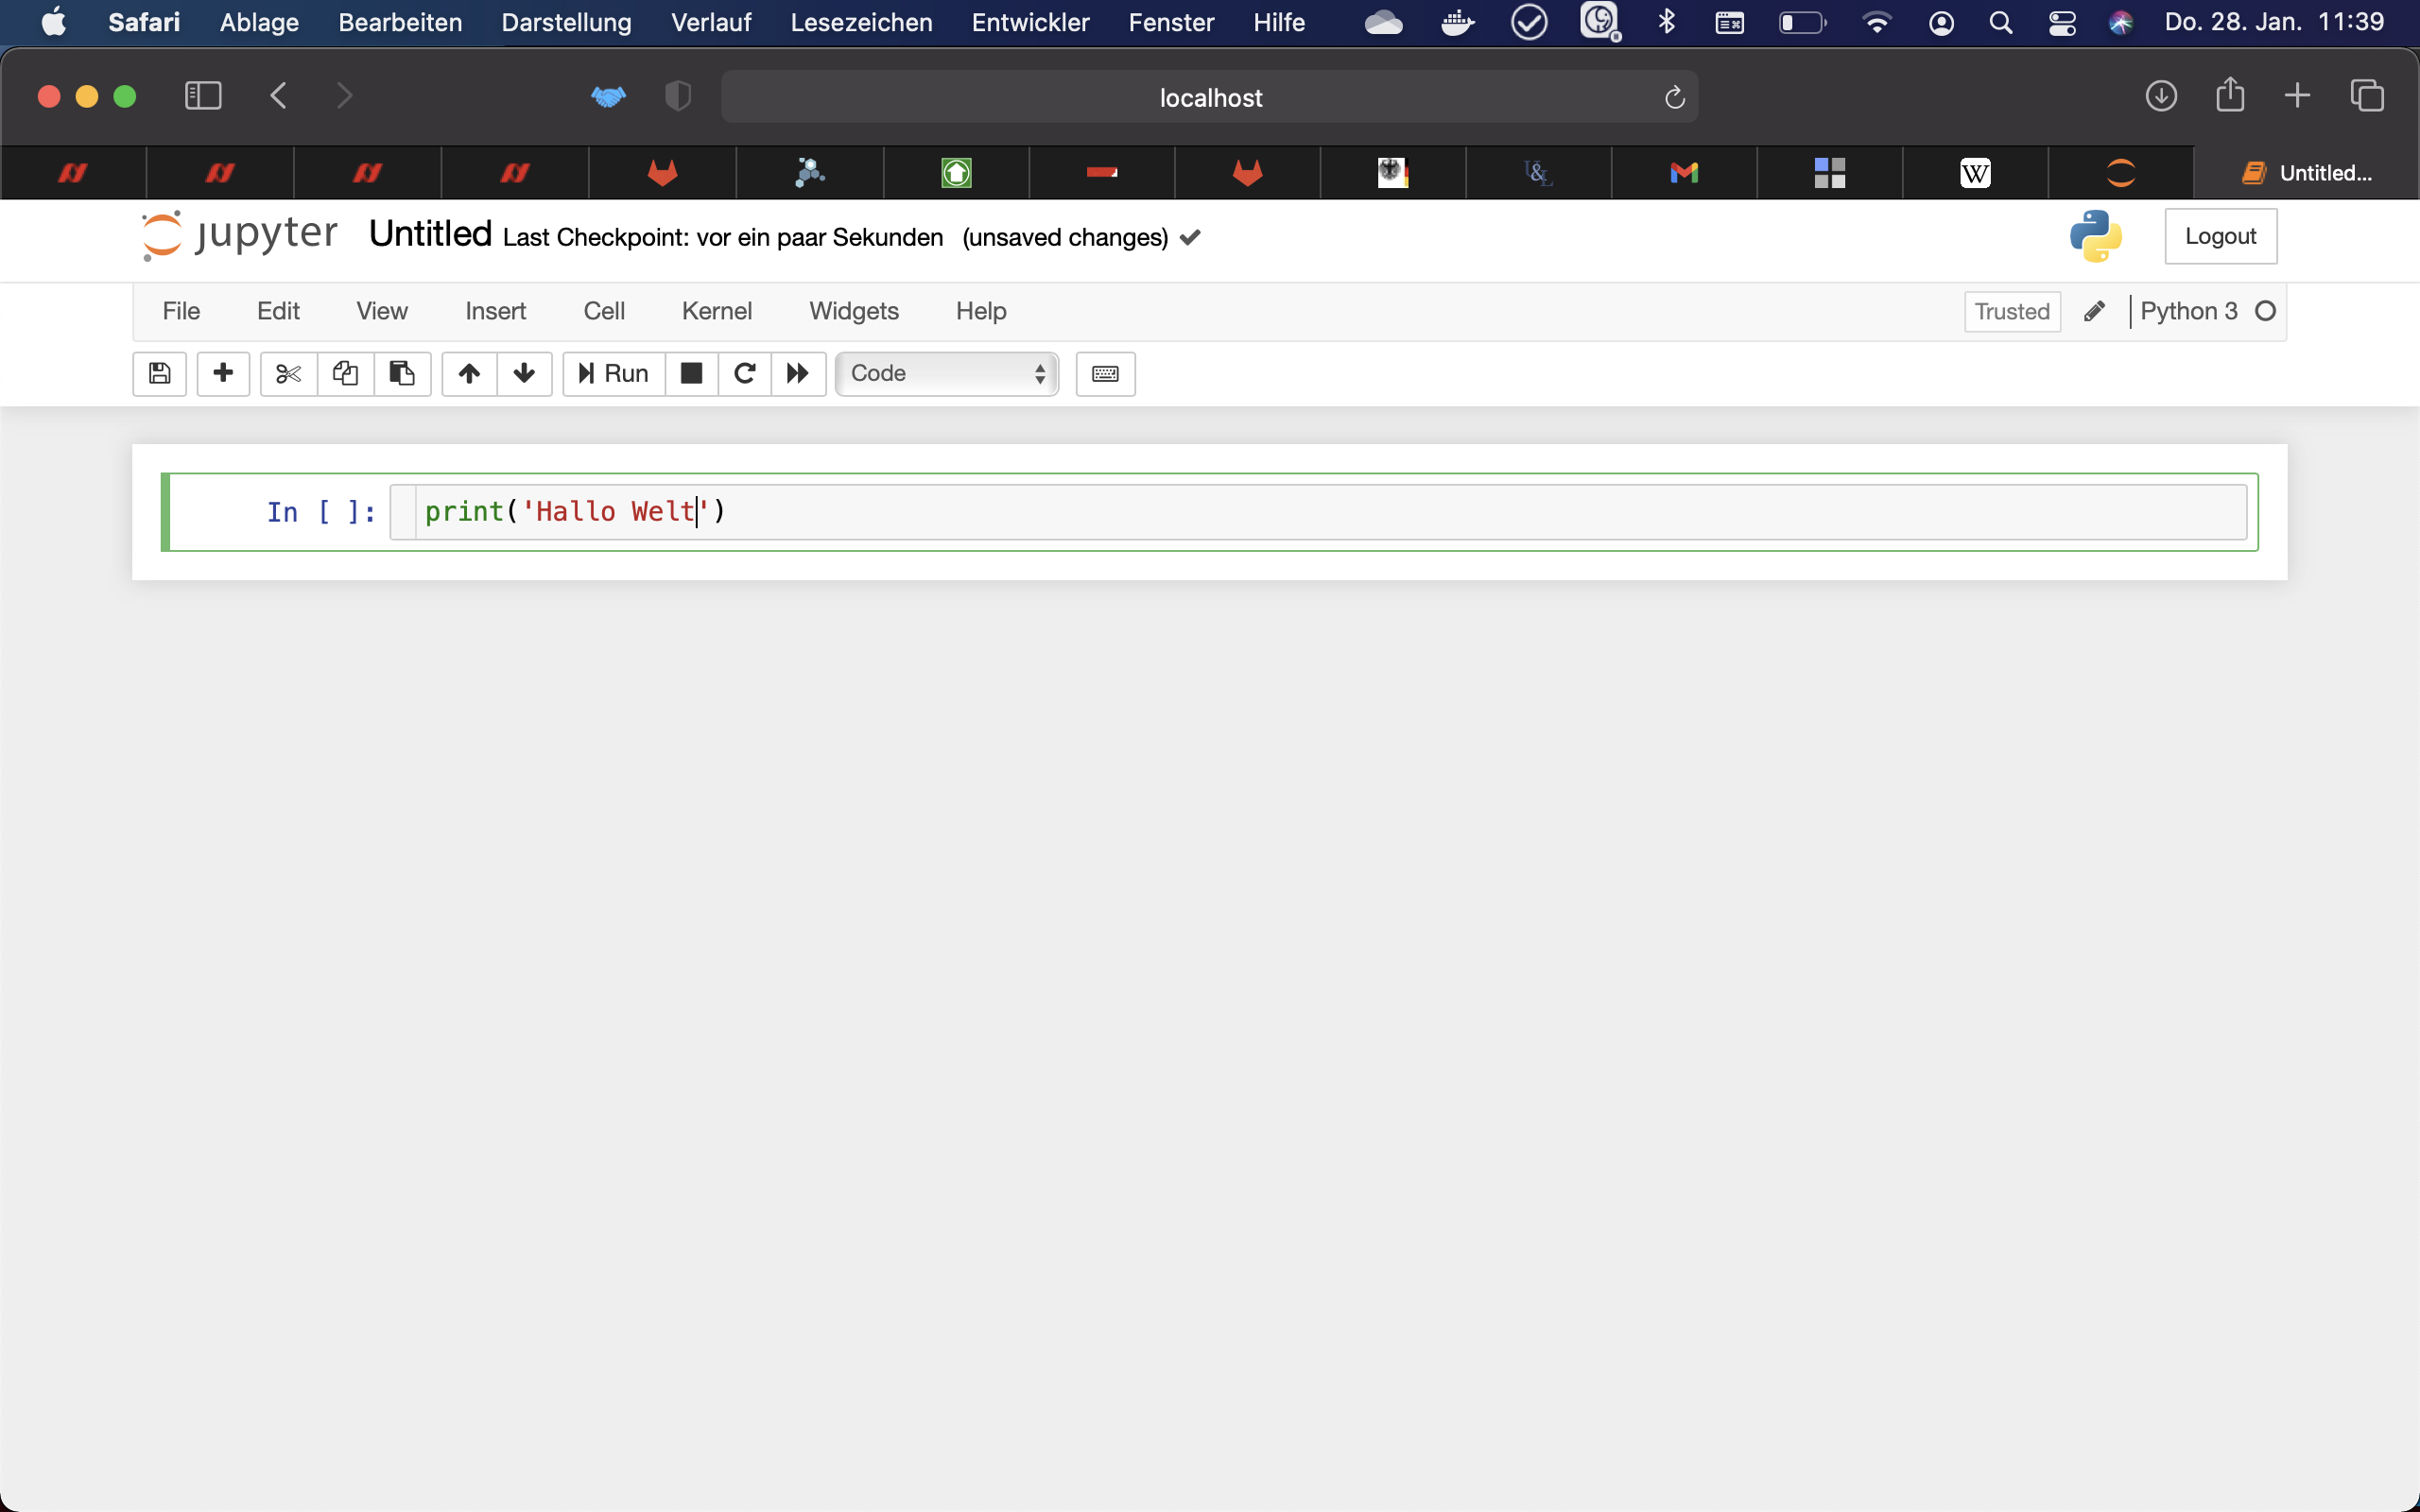 Safari Ablage Bearbeiten Darstellung Verlauf Lesezeichen Entwickler Fenster Hilfe Do. 28. Jan. 11:39
localhost
U&L W Untitled...
jupyter Untitled Last Checkpoint: vor ein paar Sekunden (unsaved changes) Logout
File Edit View Insert Cell Kernel Widgets Help Trusted Python 3
Run Code
In [ ]: print('Hallo Welt')